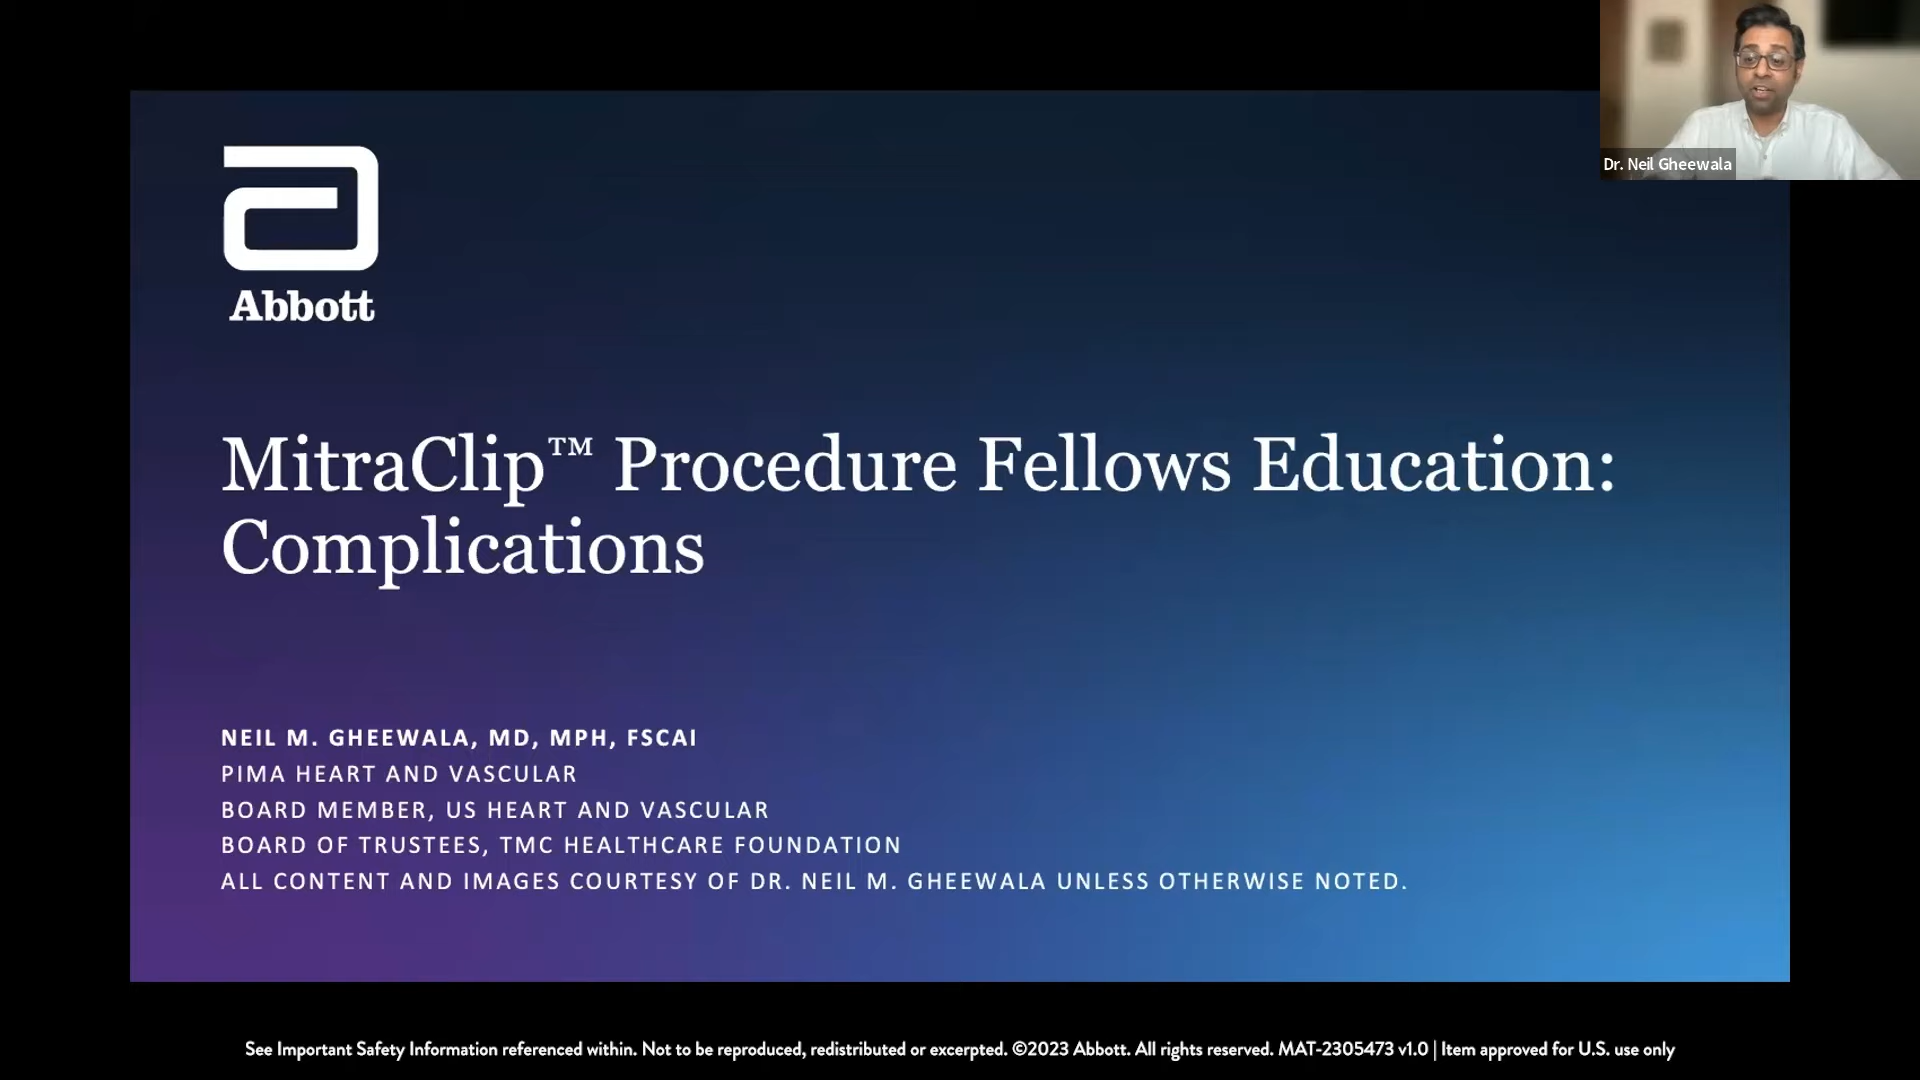 Dr. Neil Gheewala
Abbott
MitraClip™ Procedure Fellows Education:
Complications
NEIL M. GHEEWALA, MD, MPH, FSCAI
PIMA HEART AND VASCULAR
BOARD MEMBER, US HEART AND VASCULAR
BOARD OF TRUSTEES, TMC HEALTHCARE FOUNDATION
ALL CONTENT AND IMAGES COURTESY OF DR. NEIL M. GHEEWALA UNLESS OTHERWISE NOTED.
See Important Safety Information referenced within. Not to be reproduced, redistributed or excerpted. ©2023 Abbott. All rights reserved. MAT-2305473 v1.0 | Item approved for U.S. use only